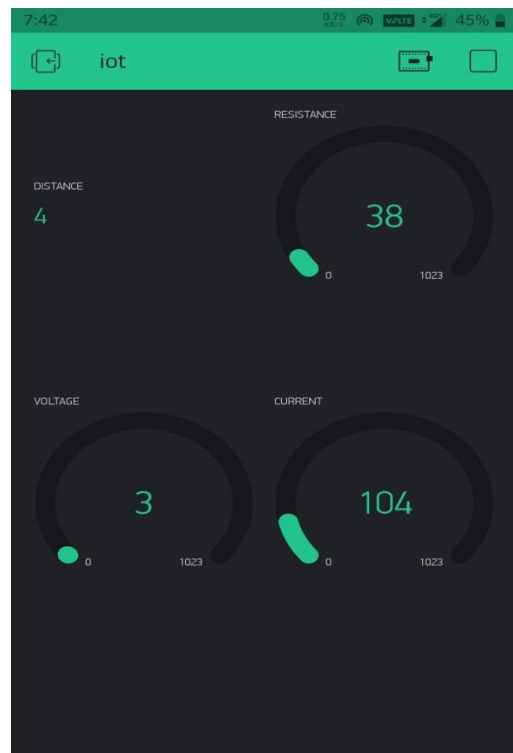 7:42 0.75 KB/S VoLTE 4G+ 45%
iot
RESISTANCE
DISTANCE
4
38
0 1023
VOLTAGE CURRENT
3 104
0 1023 0 1023